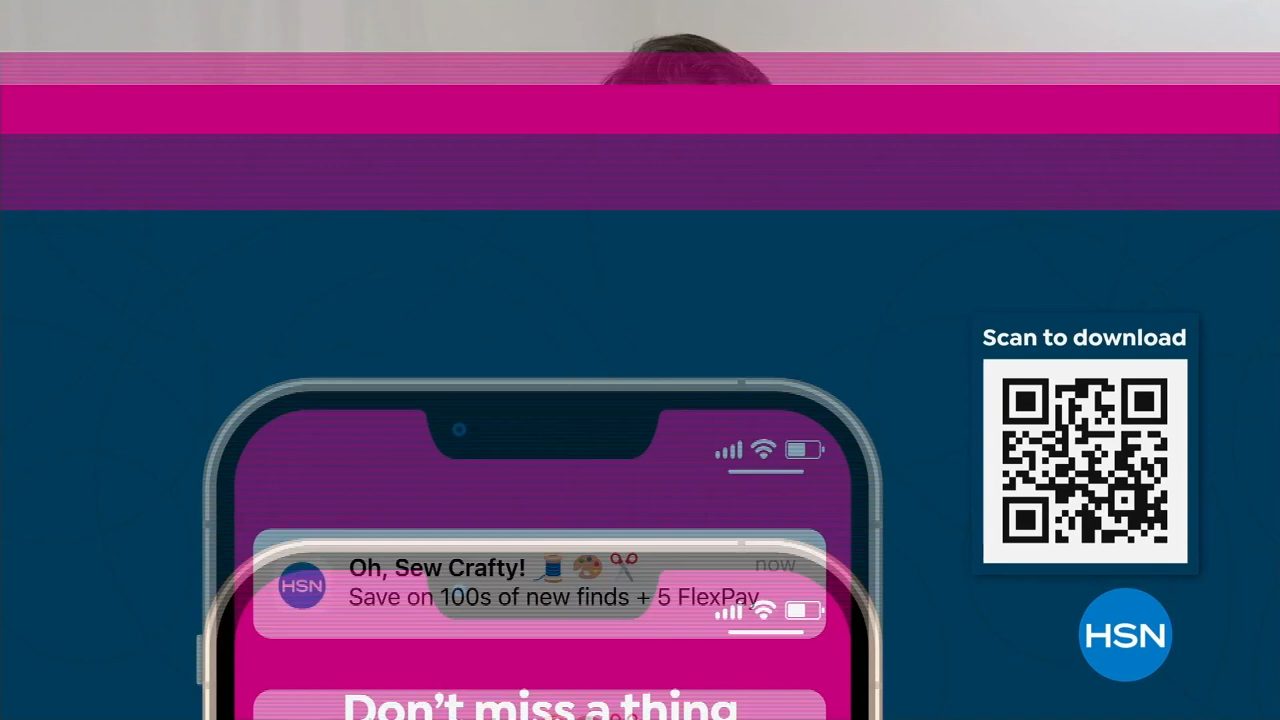 Scan to download
Oh, Sew Crafty!
now
HSN
Save on 100s of new finds + 5 FlexPay
HSN
Don't miss a thing